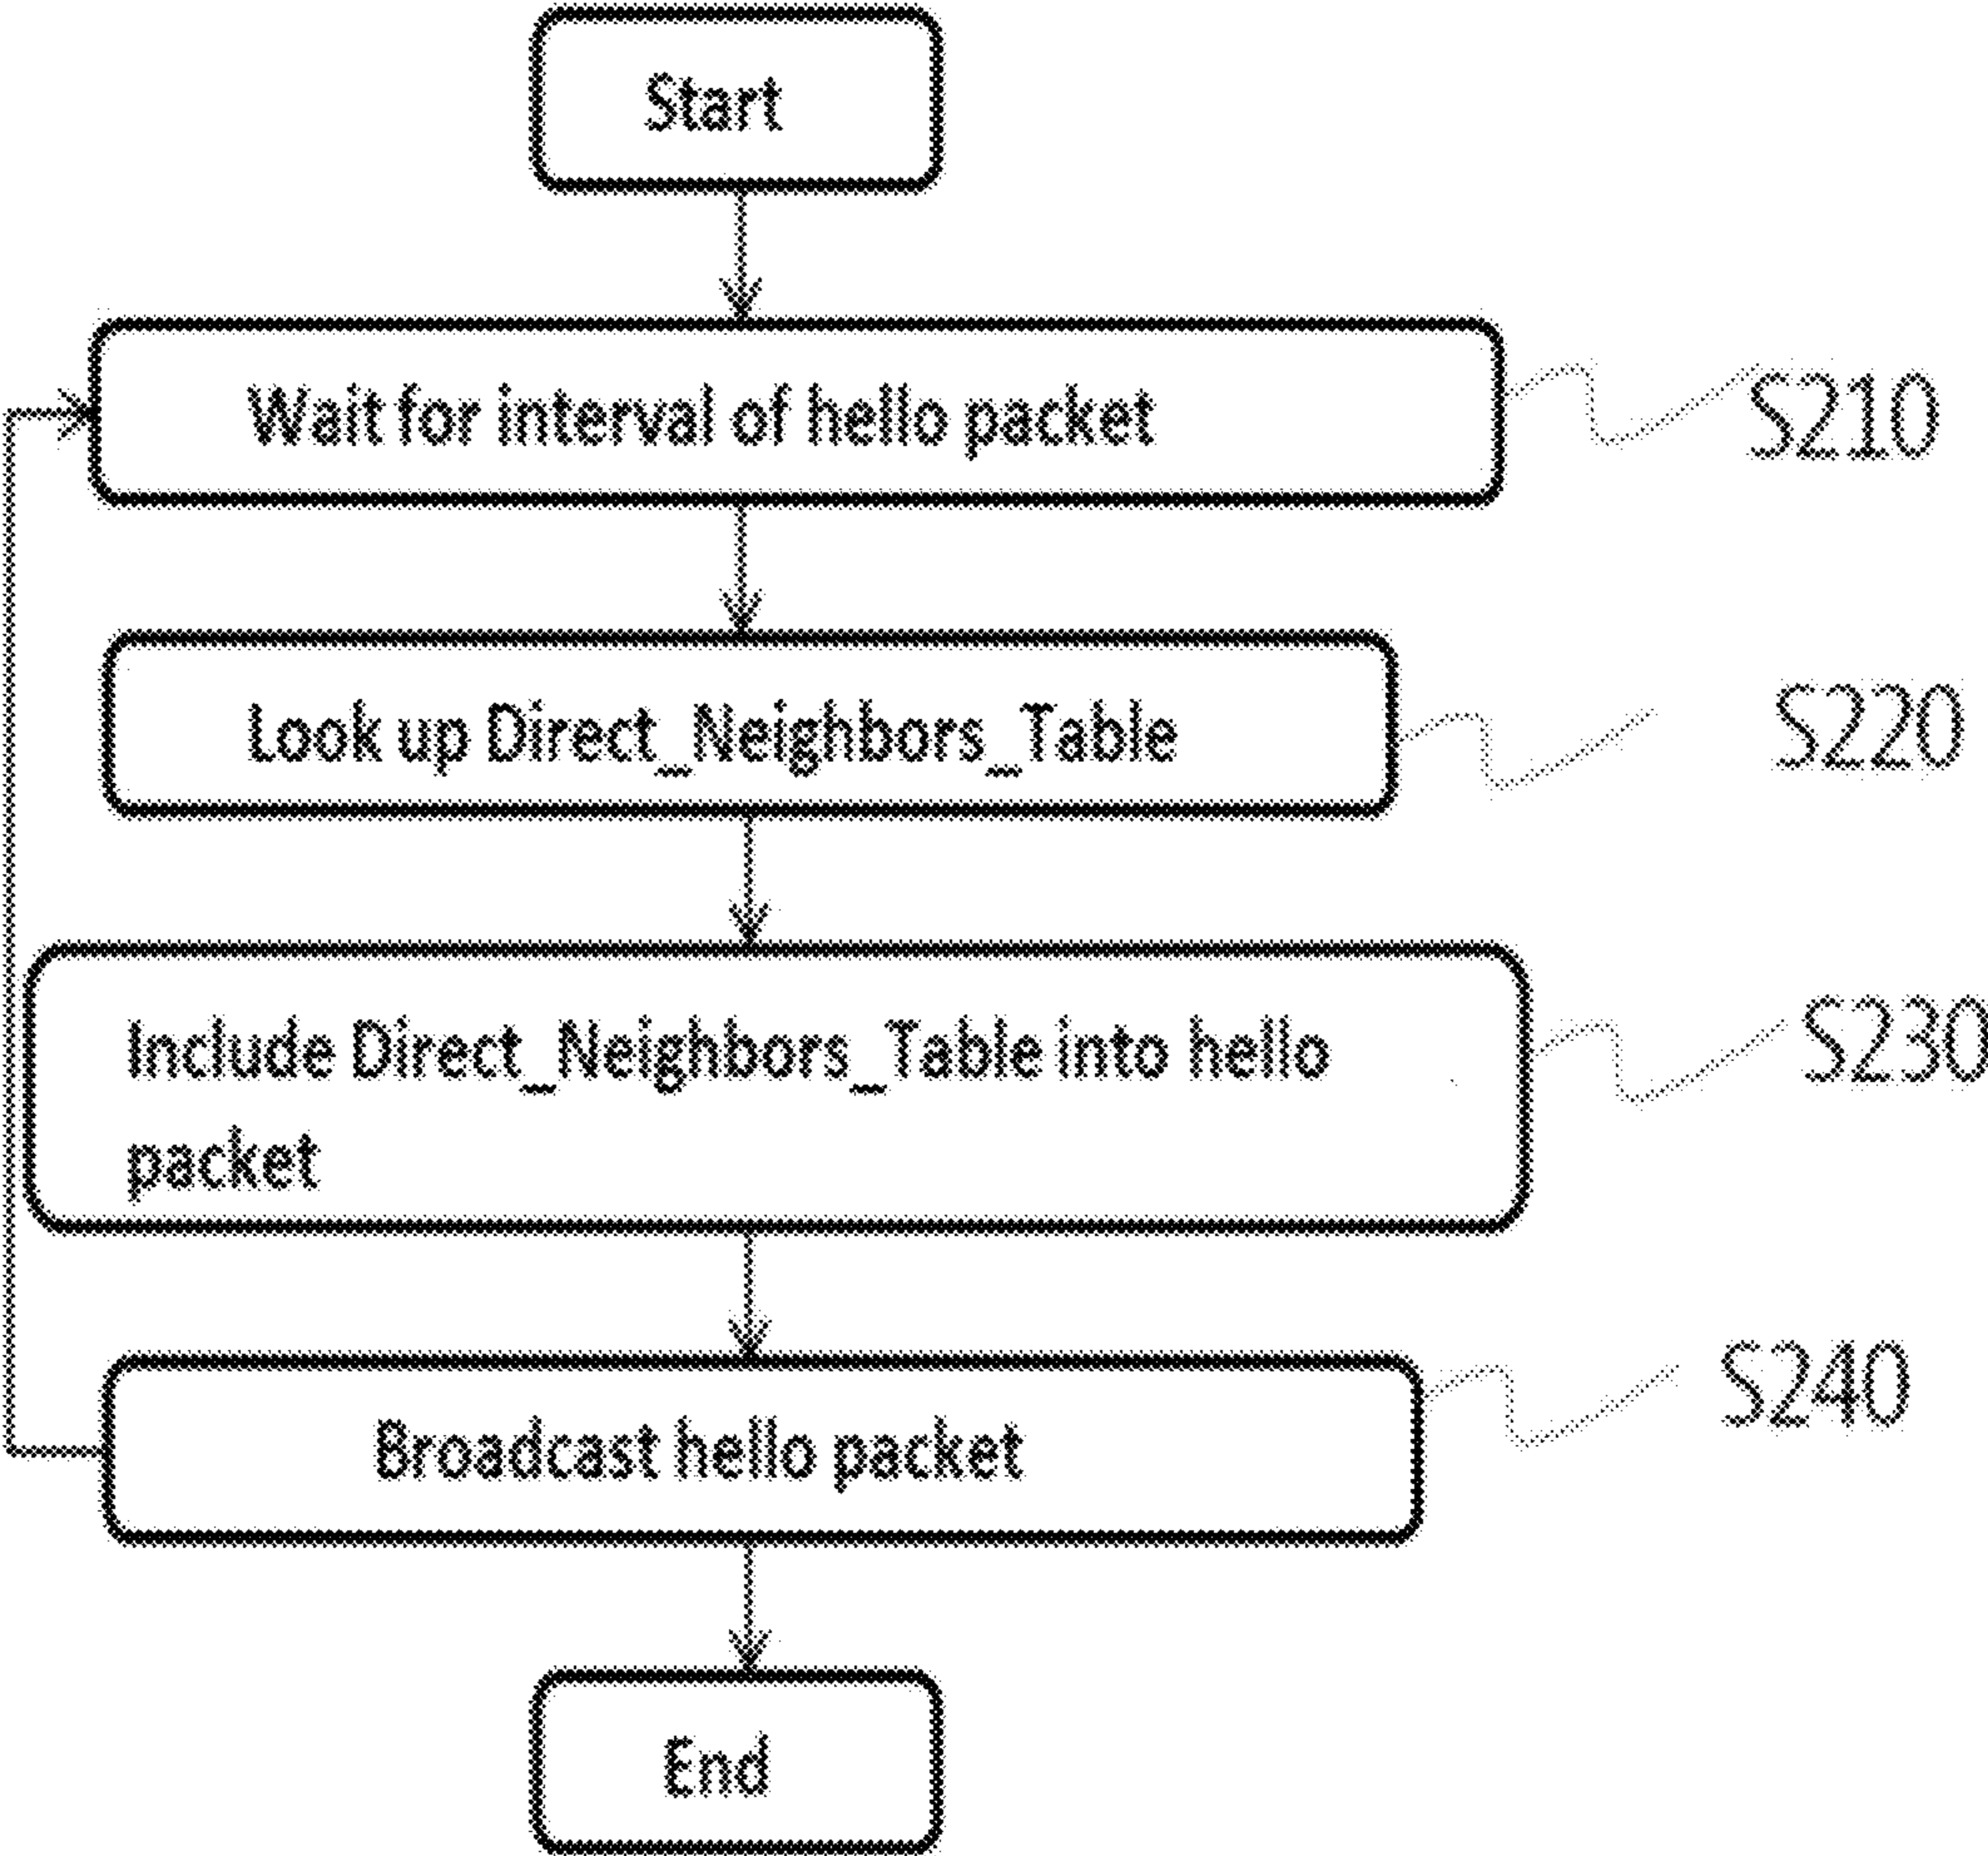 Start
Wait for interval of hello packet
S210
Look up Direct_Neighbors_Table
S220
Include Direct_Neighbors_Table into hello
packet
S230
Broadcast hello packet
S240
End